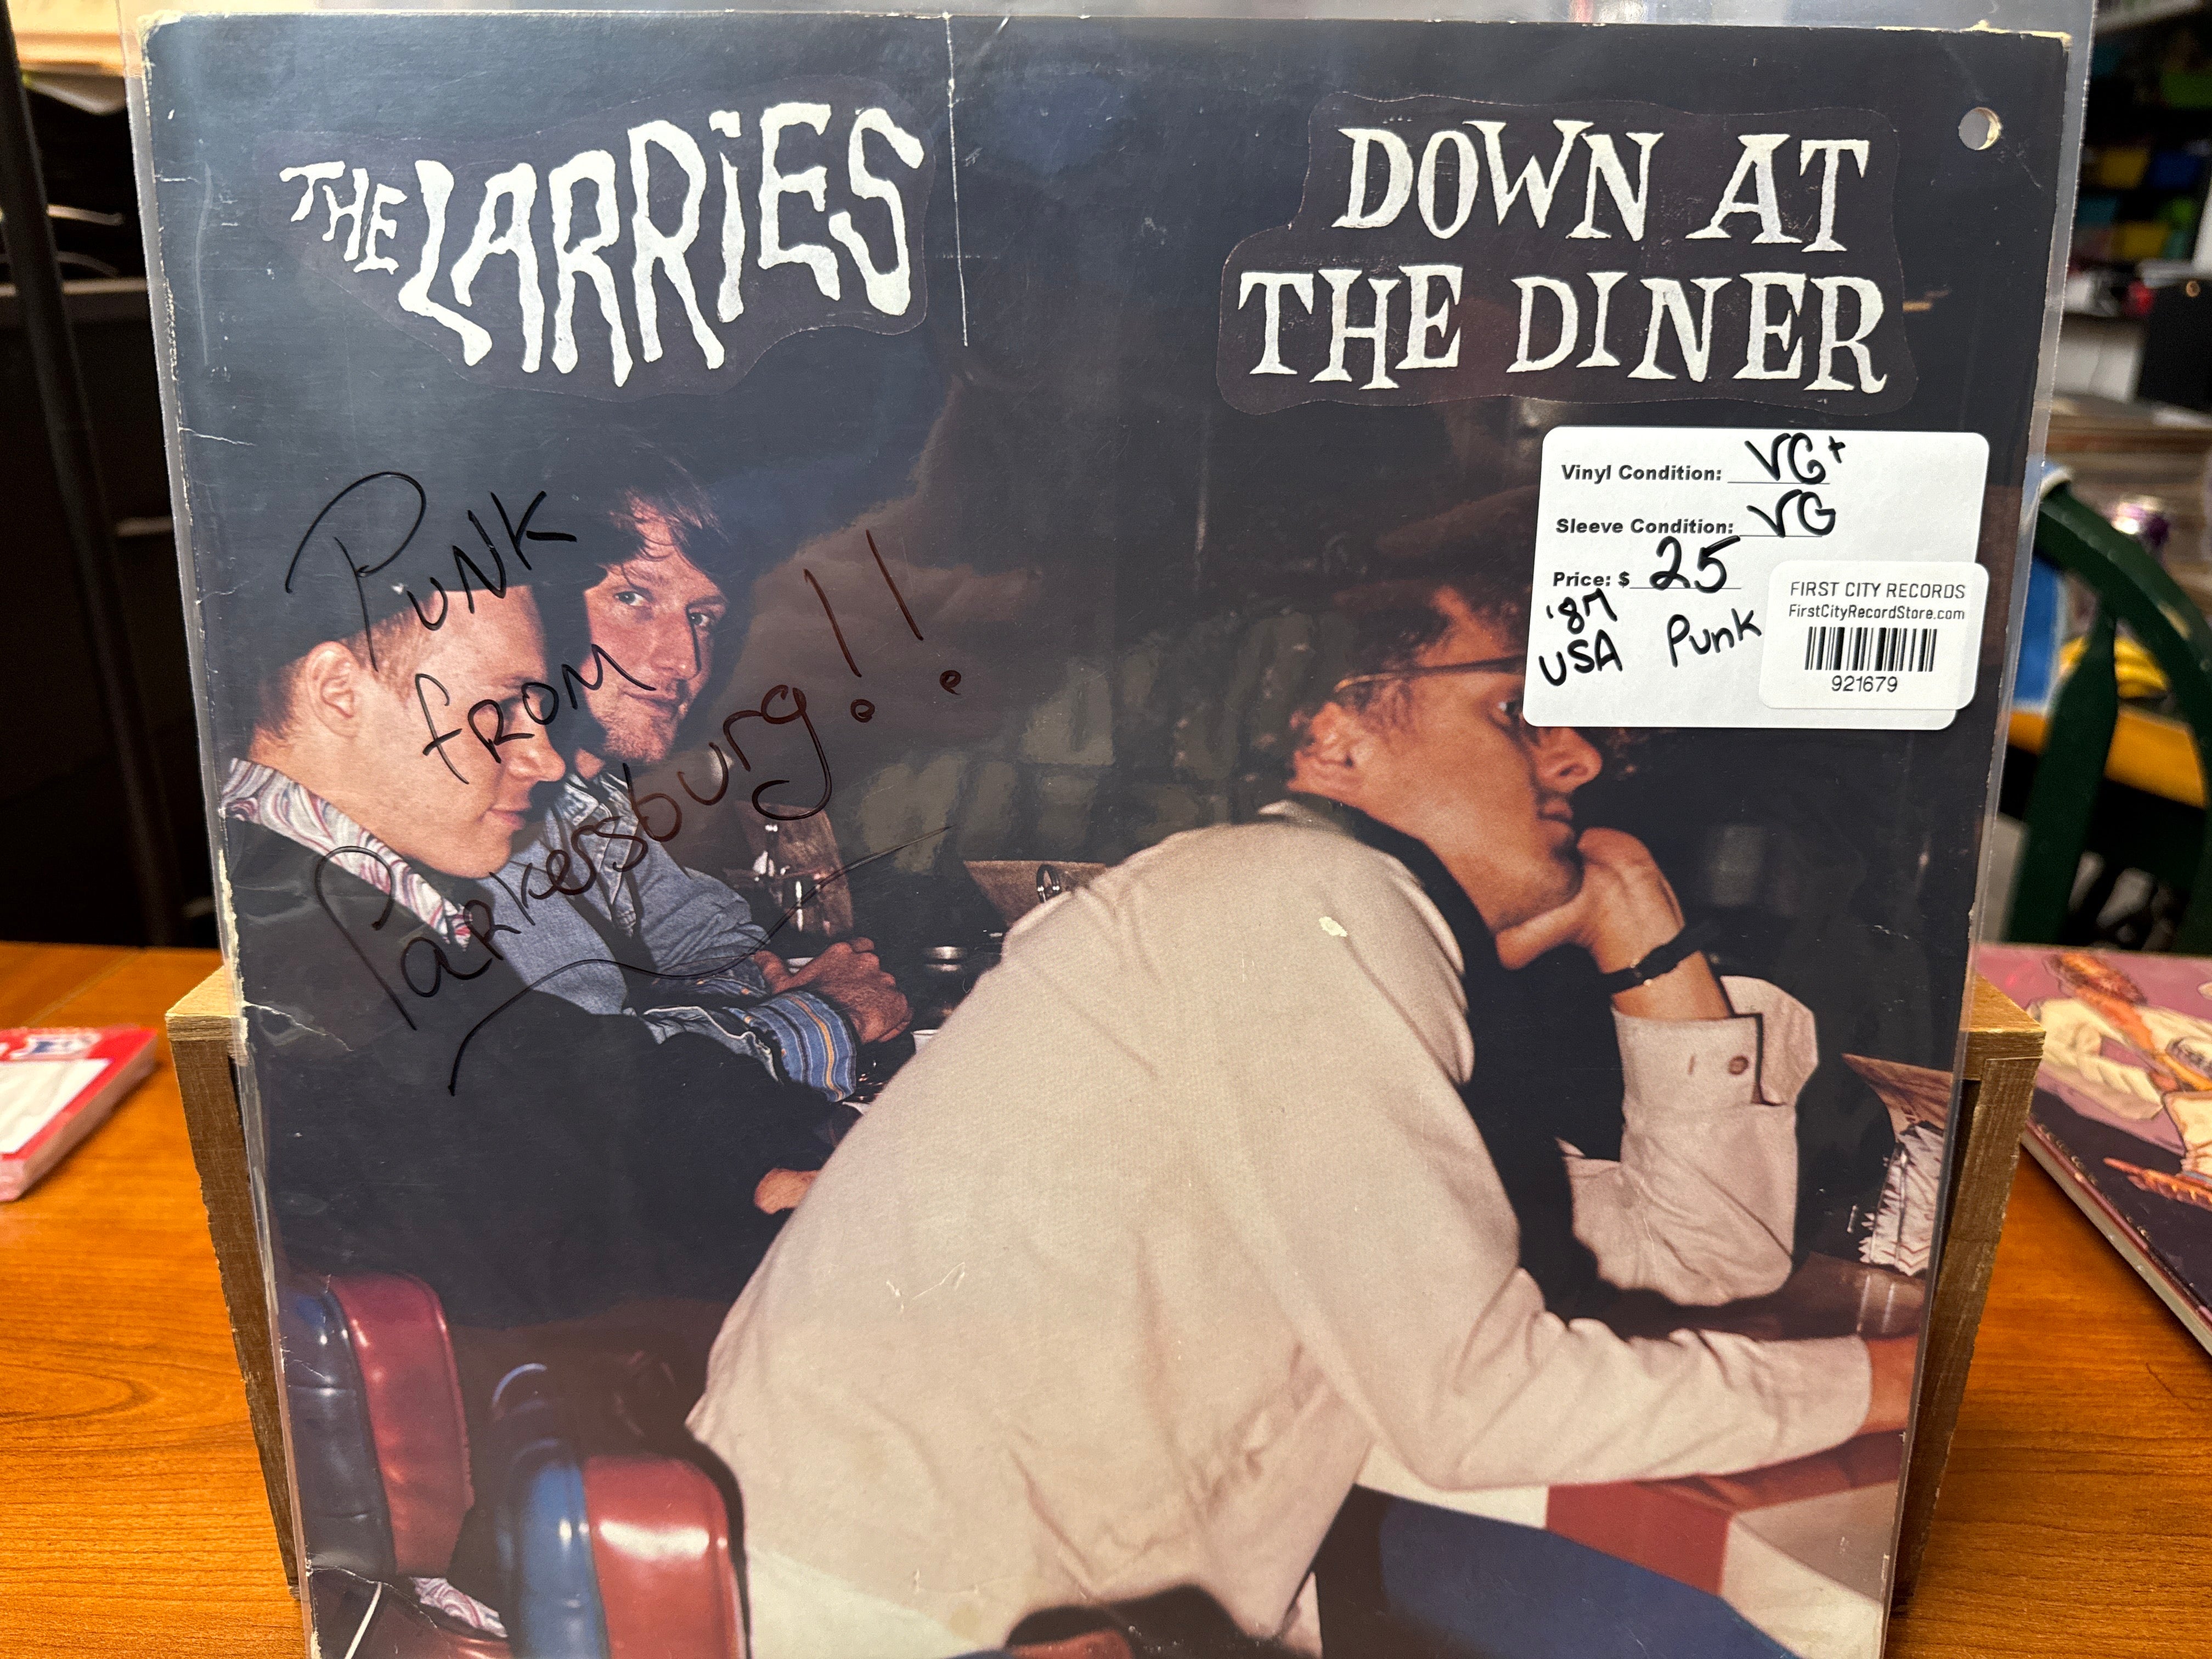 THE LARRiES
DOWN AT
THE DINER
Vinyl Condition: VG+
Sleeve Condition: VG
Price: $ 25
'87
USA Punk
FIRST CITY RECORDS
FirstCityRecordStore.com
921679
PUNK
fROM
Parkersburg!!